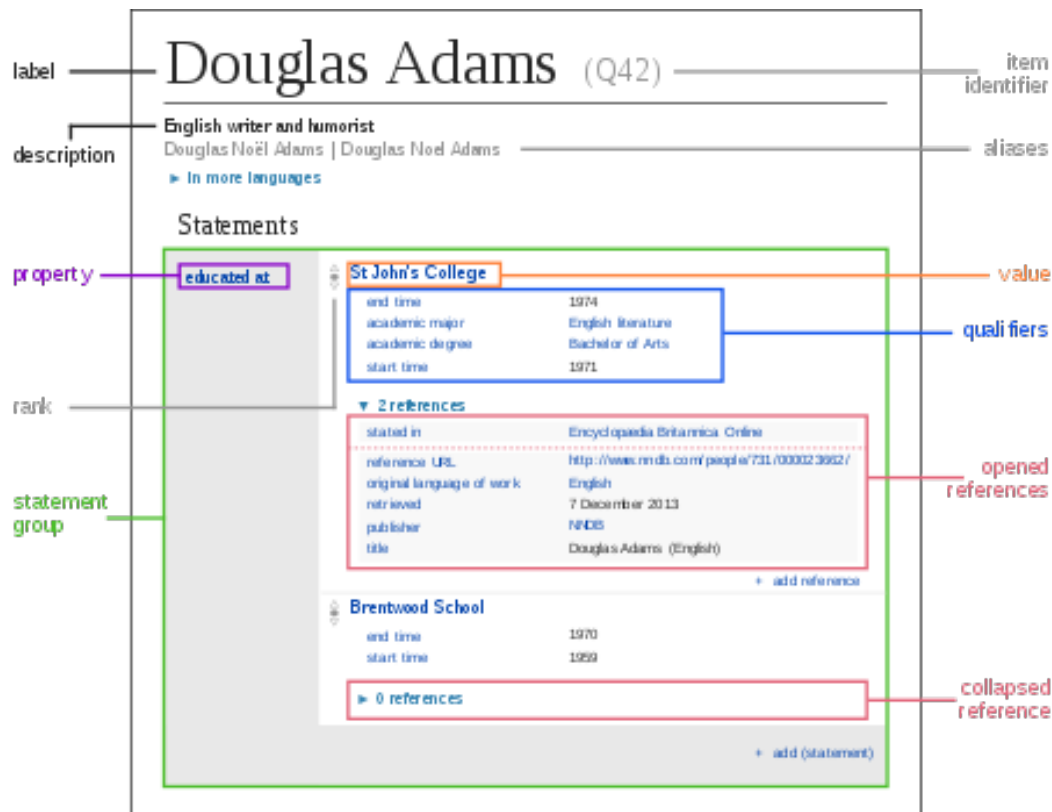 label
Douglas Adams (Q42)
item identifier
description
English writer and humorist
Douglas Noël Adams | Douglas Noel Adams
aliases
► In more languages
Statements
property
educated at
St John's College
value
end time 1974
academic major English literature
academic degree Bachelor of Arts
start time 1971
qualifiers
rank
▼ 2 references
stated in Encyclopædia Britannica Online
reference URL http://www.nndb.com/people/731/000023662/
original language of work English
retrieved 7 December 2013
publisher NNDB
title Douglas Adams (English)
opened references
statement group
+ add reference
Brentwood School
end time 1970
start time 1959
► 0 references
collapsed reference
+ add (statement)